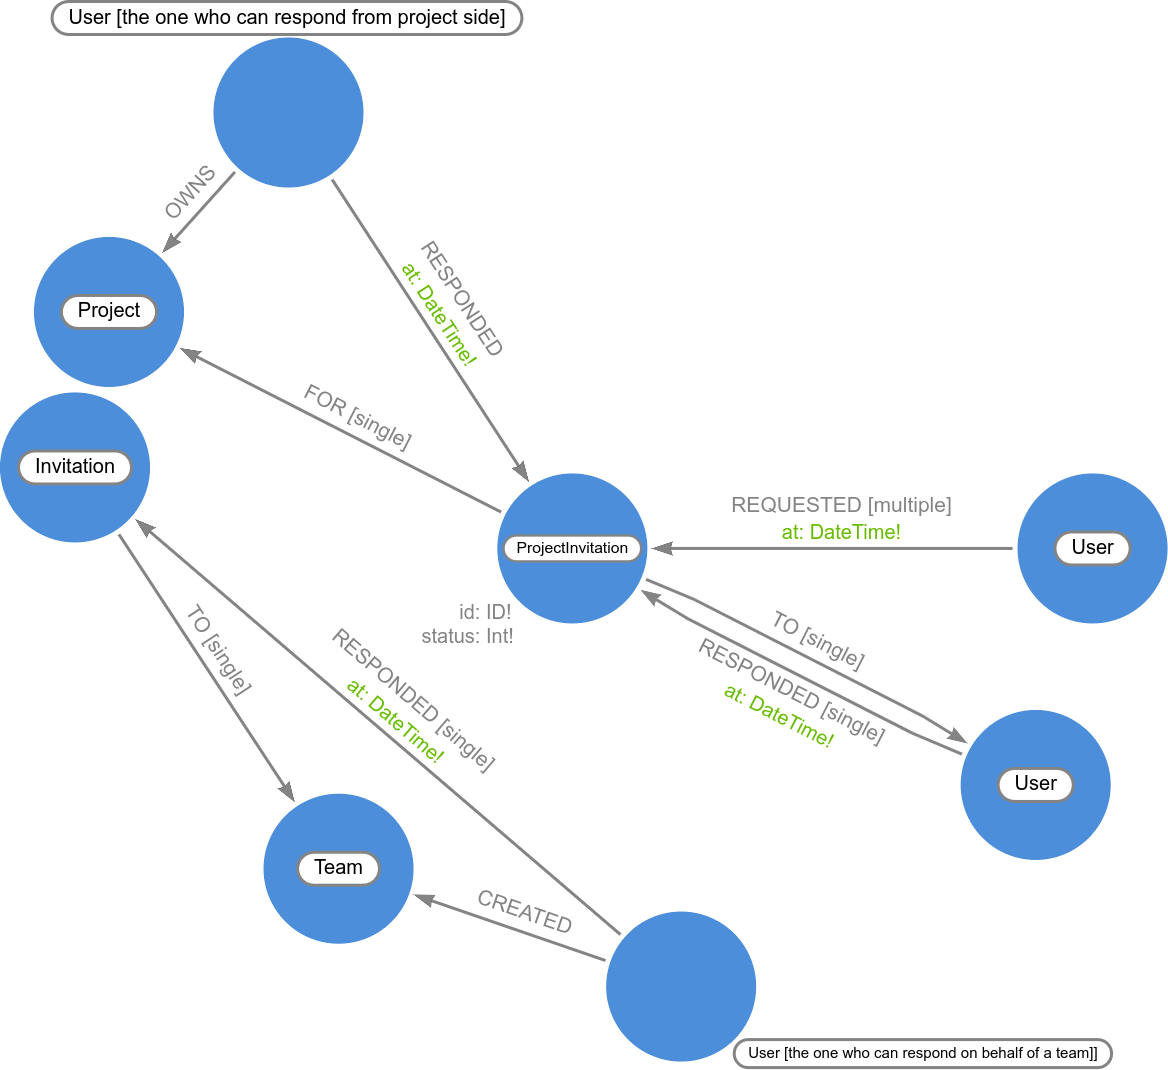 User [the one who can respond from project side]
OWNS
RESPONDED
at: DateTime!
Project
FOR [single]
Invitation
REQUESTED [multiple]
at: DateTime!
ProjectInvitation
User
id: ID!
status: Int!
TO [single]
RESPONDED [single]
at: DateTime!
TO [single]
RESPONDED [single]
at: DateTime!
User
Team
CREATED
User [the one who can respond on behalf of a team]]